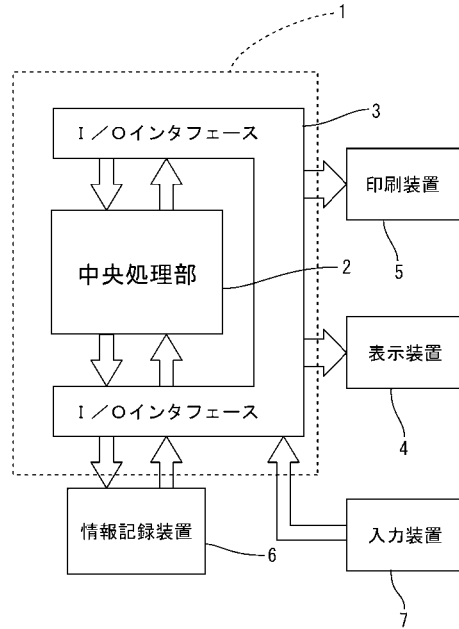 1
I/Oインタフェース
3
印刷装置
5
中央処理部
2
表示装置
4
I/Oインタフェース
情報記録装置
6
入力装置
7